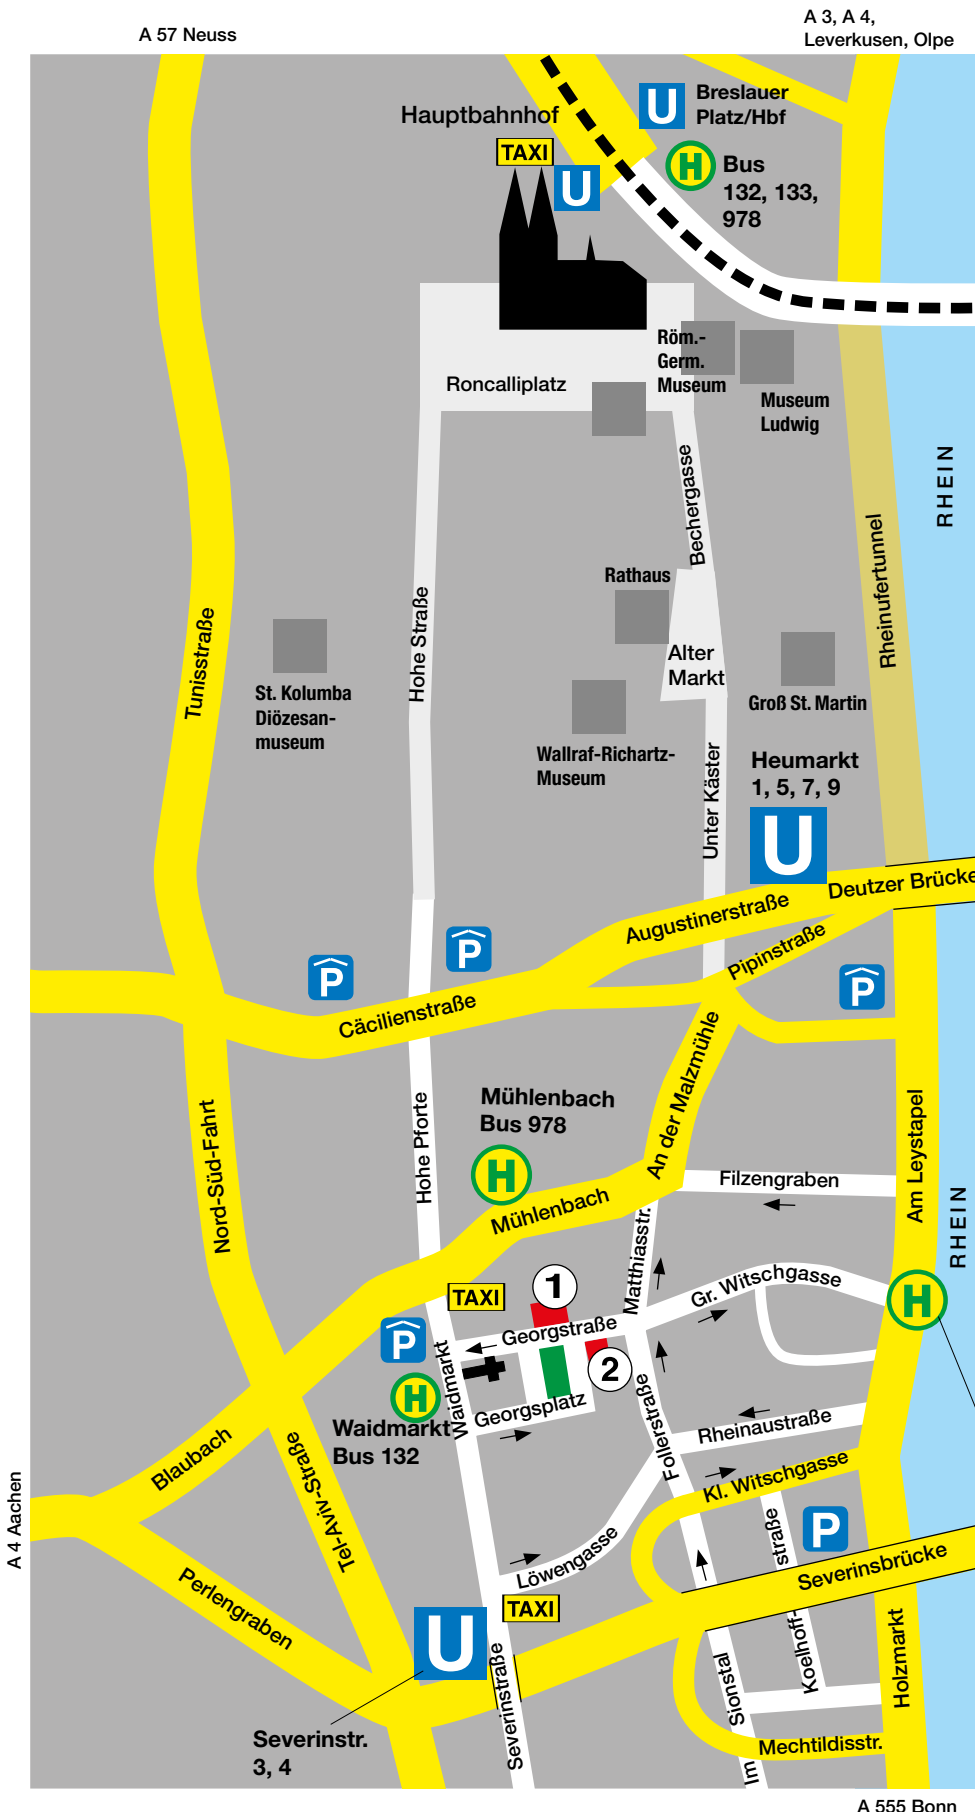 A 57 Neuss
A 3, A 4,
Leverkusen, Olpe
Hauptbahnhof
TAXI
U
U
Breslauer
Platz/Hbf
H
Bus
132, 133,
978
Röm.-
Germ.
Museum
Roncalliplatz
Museum
Ludwig
RHEIN
Bechergasse
Rheinufertunnel
Rathaus
Hohe Straße
Tunisstraße
Alter
Markt
St. Kolumba
Diözesan-
museum
Groß St. Martin
Wallraf-Richartz-
Museum
Unter Käster
Heumarkt
1, 5, 7, 9
U
Deutzer Brücke
Augustinerstraße
Pipinstraße
P
P
P
Cäcilienstraße
An der Malzmühle
Mühlenbach
Bus 978
H
Hohe Pforte
Nord-Süd-Fahrt
Am Leystapel
Filzengraben
RHEIN
Mühlenbach
Matthiasstr.
Gr. Witschgasse
TAXI
1
H
Georgstraße
P
2
Waidmarkt
H
Georgsplatz
Waidmarkt
Bus 132
Follerstraße
Rheinaustraße
Blaubach
Tel-Aviv-Straße
Kl. Witschgasse
A 4 Aachen
P
Koelhoff-
straße
Löwengasse
Severinsbrücke
TAXI
Perlengraben
U
Severinstraße
Im Sionstal
Holzmarkt
Severinstr.
3, 4
Mechtildisstr.
A 555 Bonn